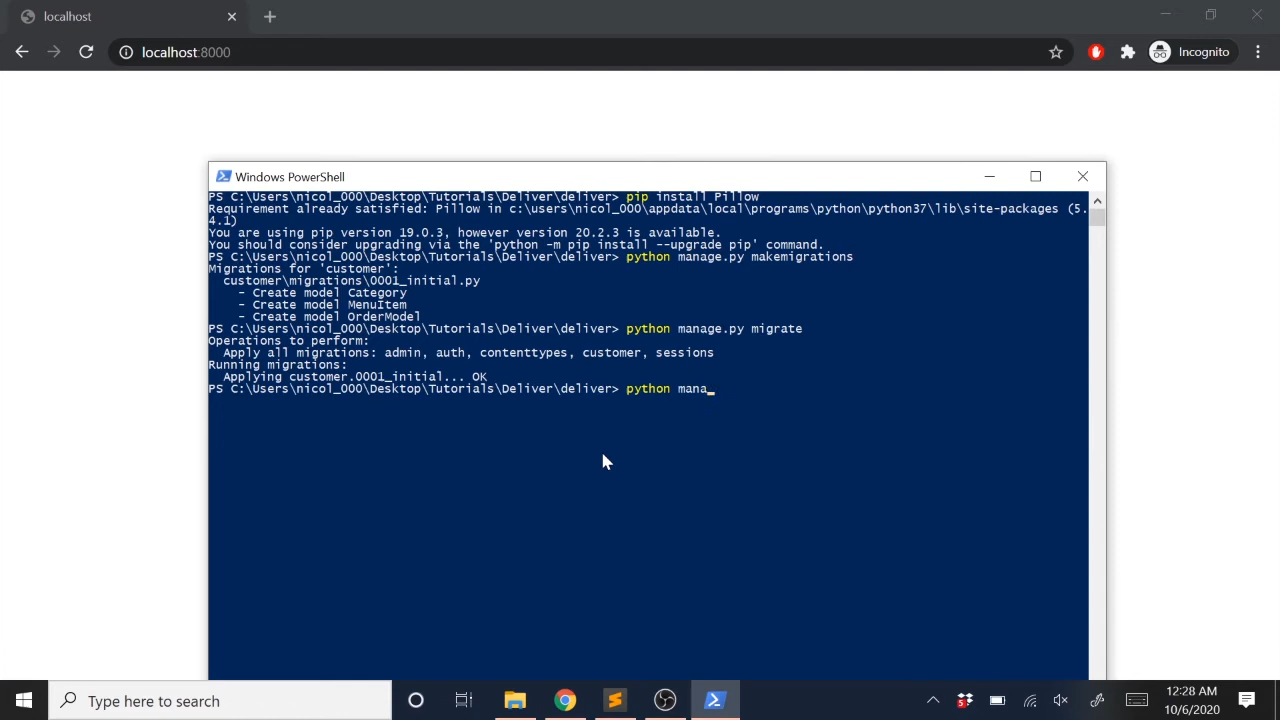 localhost
localhost:8000
Incognito
Windows PowerShell
PS C:\Users\nicol_000\Desktop\Tutorials\Deliver\deliver> pip install Pillow
Requirement already satisfied: Pillow in c:\users\nicol_000\appdata\local\programs\python\python37\lib\site-packages (5.
4.1)
You are using pip version 19.0.3, however version 20.2.3 is available.
You should consider upgrading via the 'python -m pip install --upgrade pip' command.
PS C:\Users\nicol_000\Desktop\Tutorials\Deliver\deliver> python manage.py makemigrations
Migrations for 'customer':
customer\migrations\0001_initial.py
- Create model Category
- Create model MenuItem
- Create model OrderModel
PS C:\Users\nicol_000\Desktop\Tutorials\Deliver\deliver> python manage.py migrate
Operations to perform:
Apply all migrations: admin, auth, contenttypes, customer, sessions
Running migrations:
Applying customer.0001_initial... OK
PS C:\Users\nicol_000\Desktop\Tutorials\Deliver\deliver> python mana_
Type here to search
12:28 AM
10/6/2020